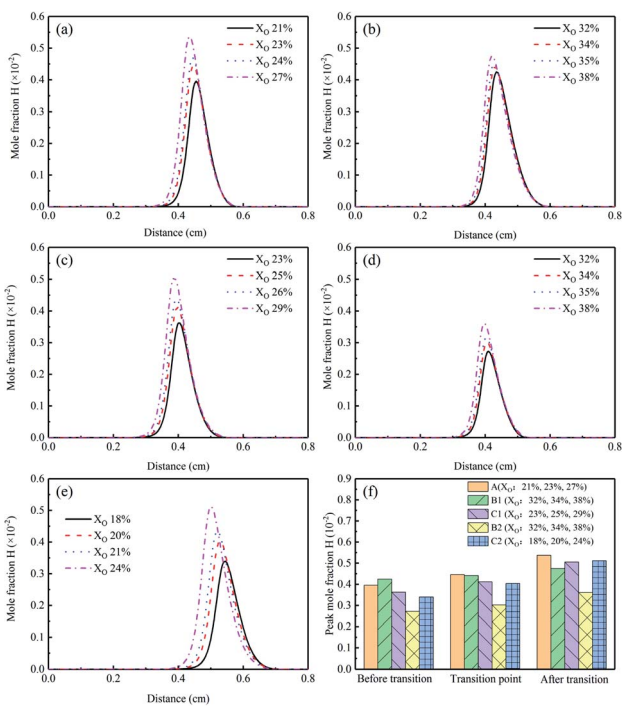 (a)
X_O 21%
X_O 23%
X_O 24%
X_O 27%
Mole fraction H (×10⁻²)
0.6
0.5
0.4
0.3
0.2
0.1
0.0
0.0 0.2 0.4 0.6 0.8
Distance (cm)
(b)
X_O 32%
X_O 34%
X_O 35%
X_O 38%
Mole fraction H (×10⁻²)
0.6
0.5
0.4
0.3
0.2
0.1
0.0
0.0 0.2 0.4 0.6 0.8
Distance (cm)
(c)
X_O 23%
X_O 25%
X_O 26%
X_O 29%
Mole fraction H (×10⁻²)
0.6
0.5
0.4
0.3
0.2
0.1
0.0
0.0 0.2 0.4 0.6 0.8
Distance (cm)
(d)
X_O 32%
X_O 34%
X_O 35%
X_O 38%
Mole fraction H (×10⁻²)
0.6
0.5
0.4
0.3
0.2
0.1
0.0
0.0 0.2 0.4 0.6 0.8
Distance (cm)
(e)
X_O 18%
X_O 20%
X_O 21%
X_O 24%
Mole fraction H (×10⁻²)
0.6
0.5
0.4
0.3
0.2
0.1
0.0
0.0 0.2 0.4 0.6 0.8
Distance (cm)
(f)
A(X_O: 21%, 23%, 27%)
B1 (X_O: 32%, 34%, 38%)
C1 (X_O: 23%, 25%, 29%)
B2 (X_O: 32%, 34%, 38%)
C2 (X_O: 18%, 20%, 24%)
Peak mole fraction H (10⁻²)
0.9
0.8
0.7
0.6
0.5
0.4
0.3
0.2
0.1
0.0
Before transition Transition point After transition